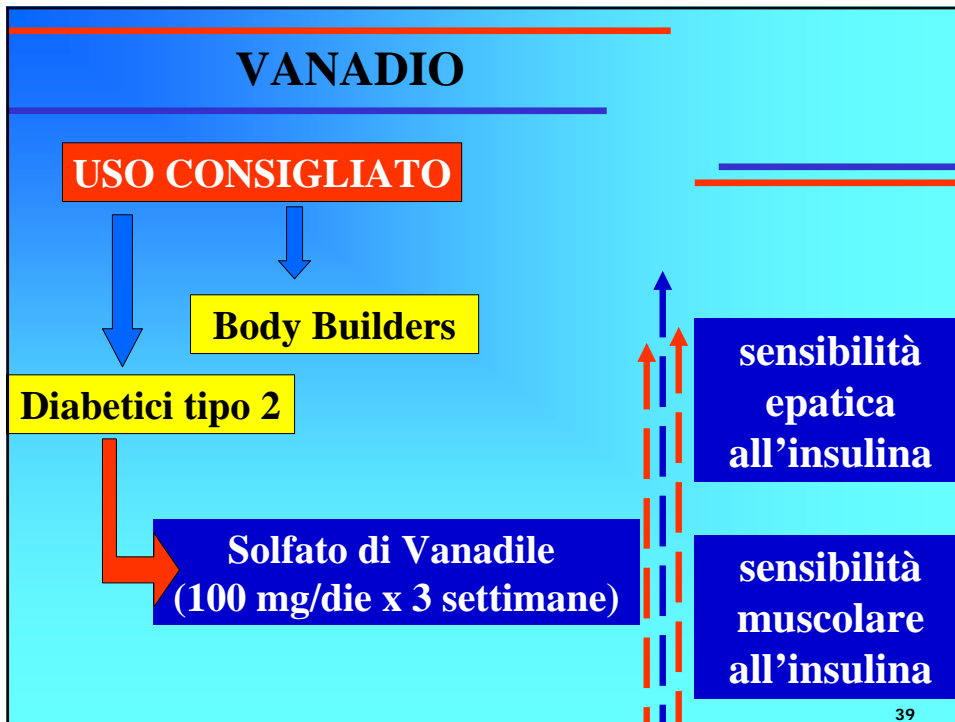 VANADIO
USO CONSIGLIATO
Body Builders
Diabetici tipo 2
Solfato di Vanadile
(100 mg/die x 3 settimane)
sensibilità
epatica
all’insulina
sensibilità
muscolare
all’insulina
39